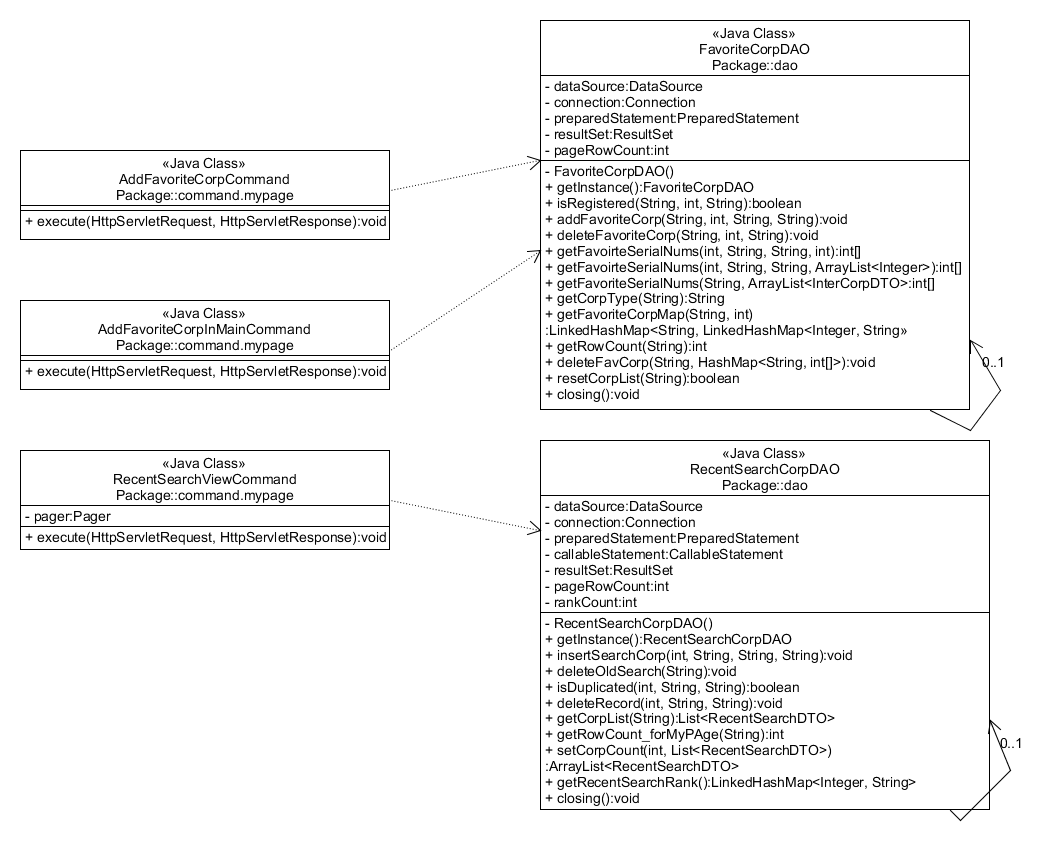 «Java Class»
FavoriteCorpDAO
Package::dao
- dataSource:DataSource
- connection:Connection
- preparedStatement:PreparedStatement
- resultSet:ResultSet
- pageRowCount:int
- FavoriteCorpDAO()
+ getInstance():FavoriteCorpDAO
+ isRegistered(String, int, String):boolean
+ addFavoriteCorp(String, int, String, String):void
+ deleteFavoriteCorp(String, int, String):void
+ getFavoirteSerialNums(int, String, String, int):int[]
+ getFavoirteSerialNums(int, String, String, ArrayList<Integer>):int[]
+ getFavoriteSerialNums(String, ArrayList<InterCorpDTO>:int[]
+ getCorpType(String):String
+ getFavoriteCorpMap(String, int)
:LinkedHashMap<String, LinkedHashMap<Integer, String»
+ getRowCount(String):int
+ deleteFavCorp(String, HashMap<String, int[]>):void
+ resetCorpList(String):boolean
+ closing():void
0..1
«Java Class»
AddFavoriteCorpCommand
Package::command.mypage
+ execute(HttpServletRequest, HttpServletResponse):void
«Java Class»
AddFavoriteCorpInMainCommand
Package::command.mypage
+ execute(HttpServletRequest, HttpServletResponse):void
«Java Class»
RecentSearchViewCommand
Package::command.mypage
- pager:Pager
+ execute(HttpServletRequest, HttpServletResponse):void
«Java Class»
RecentSearchCorpDAO
Package::dao
- dataSource:DataSource
- connection:Connection
- preparedStatement:PreparedStatement
- callableStatement:CallableStatement
- resultSet:ResultSet
- pageRowCount:int
- rankCount:int
- RecentSearchCorpDAO()
+ getInstance():RecentSearchCorpDAO
+ insertSearchCorp(int, String, String, String):void
+ deleteOldSearch(String):void
+ isDuplicated(int, String, String):boolean
+ deleteRecord(int, String, String):void
+ getCorpList(String):List<RecentSearchDTO>
+ getRowCount_forMyPAge(String):int
+ setCorpCount(int, List<RecentSearchDTO>)
:ArrayList<RecentSearchDTO>
+ getRecentSearchRank():LinkedHashMap<Integer, String>
+ closing():void
0..1